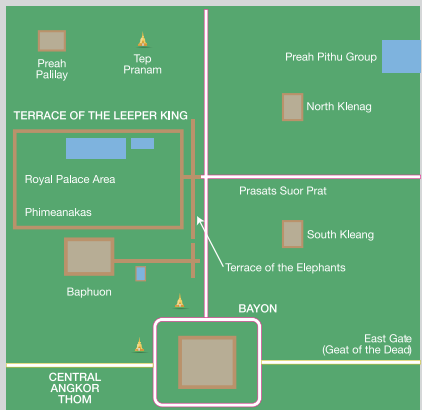 Preah
Palilay
Tep
Pranam
Preah Pithu Group
North Klenag
TERRACE OF THE LEEPER KING
Royal Palace Area
Phimeanakas
Prasats Suor Prat
South Kleang
Terrace of the Elephants
Baphuon
BAYON
East Gate
(Geat of the Dead)
CENTRAL
ANGKOR
THOM